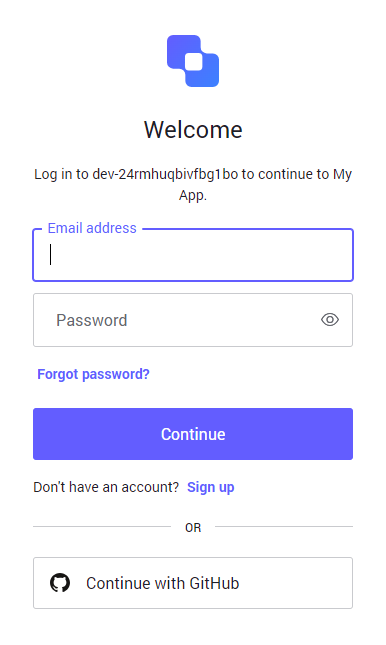 Welcome
Log in to dev-24rmhuqbivfbg1bo to continue to My
App.
Email address
Password
Forgot password?
Continue
Don't have an account? Sign up
OR
Continue with GitHub